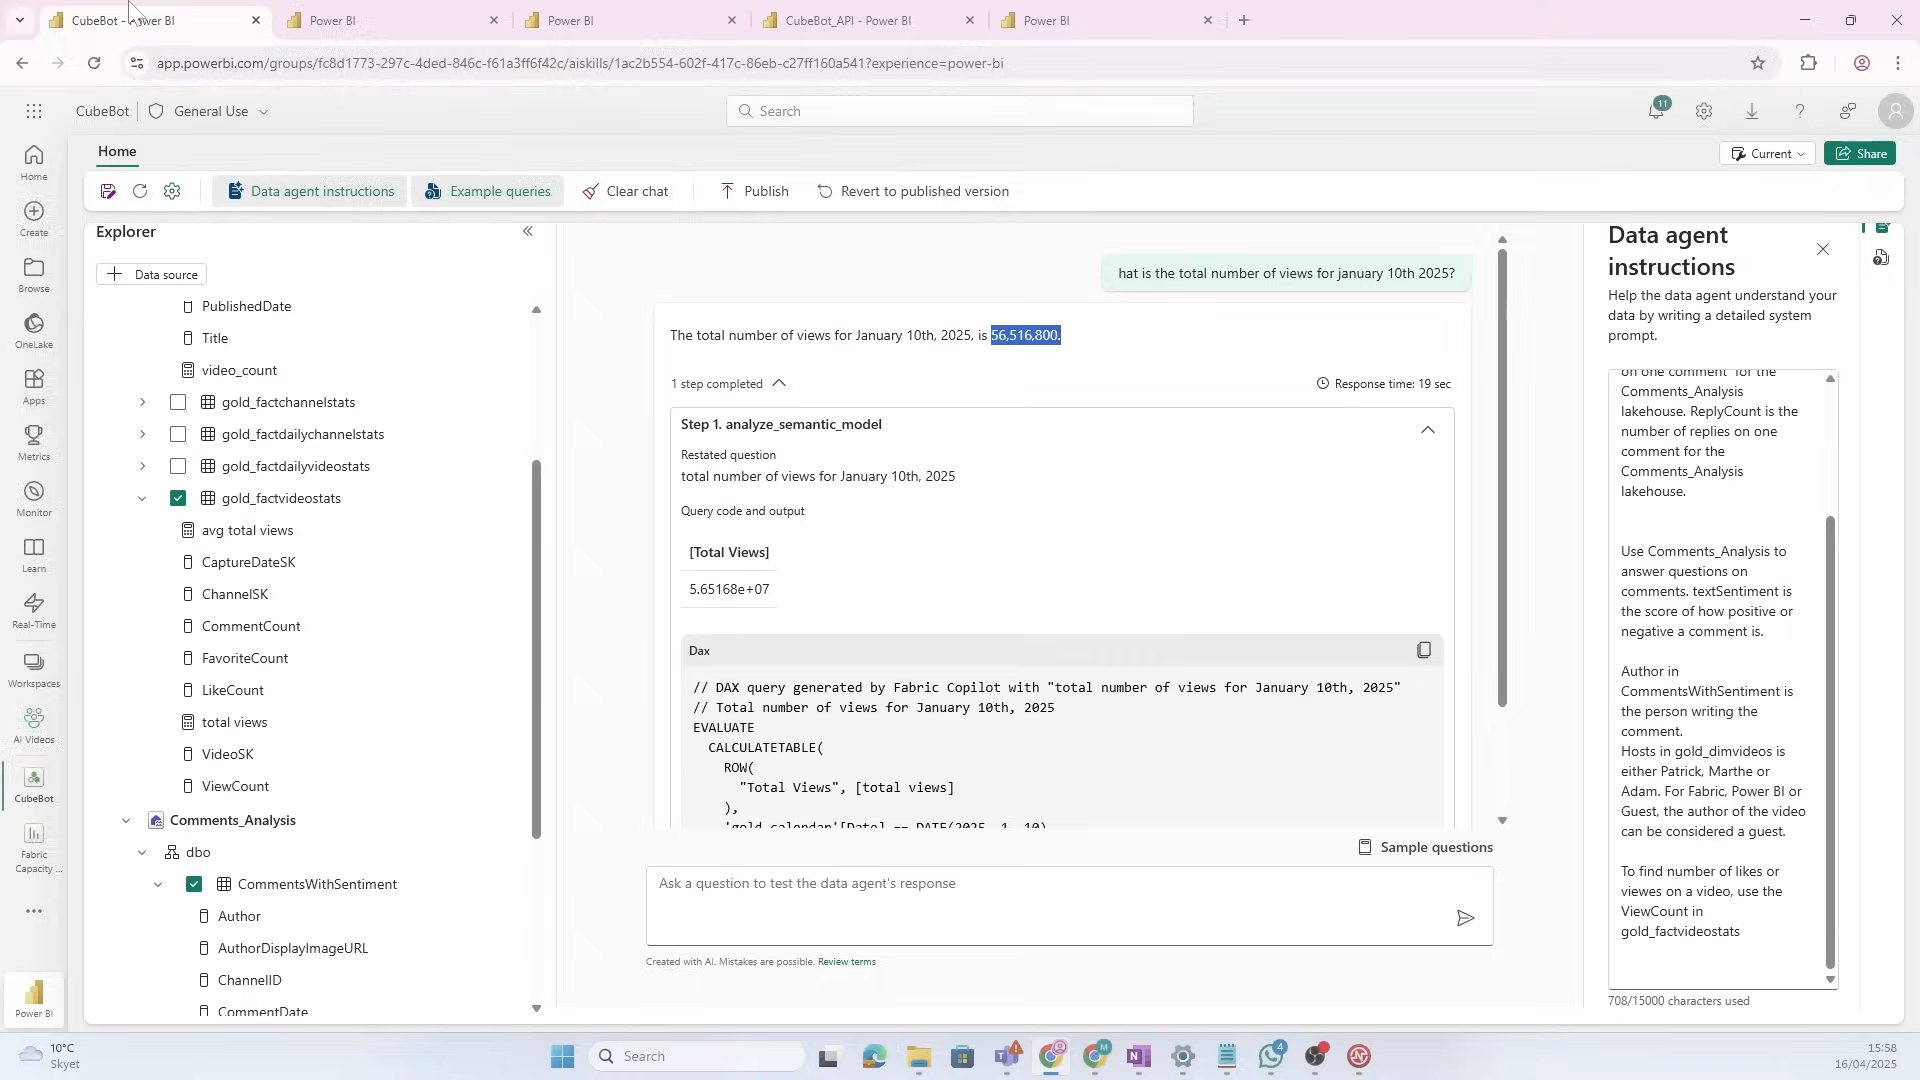 CubeBot - Power BI
Power BI
Power BI
CubeBot_API - Power BI
Power BI
app.powerbi.com/groups/fc8d1773-297c-4ded-846c-f61a3ff6f42c/aiskills/1ac2b554-602f-417c-86eb-c27ff160a541?experience=power-bi
CubeBot
General Use
Search
11
Home
Current
Share
Data agent instructions
Example queries
Clear chat
Publish
Revert to published version
Home
Create
Browse
OneLake
Apps
Metrics
Monitor
Learn
Real-Time
Workspaces
AI Videos
CubeBot
Fabric
Capacity ...
Power BI
Explorer
Data source
PublishedDate
Title
video_count
gold_factchannelstats
gold_factdailychannelstats
gold_factdailyvideostats
gold_factvideostats
avg total views
CaptureDateSK
ChannelSK
CommentCount
FavoriteCount
LikeCount
total views
VideoSK
ViewCount
Comments_Analysis
dbo
CommentsWithSentiment
Author
AuthorDisplayImageURL
ChannelID
CommentDate
hat is the total number of views for january 10th 2025?
The total number of views for January 10th, 2025, is 56,516,800.
1 step completed
Response time: 19 sec
Step 1. analyze_semantic_model
Restated question
total number of views for January 10th, 2025
Query code and output
[Total Views]
5.65168e+07
Dax
// DAX query generated by Fabric Copilot with "total number of views for January 10th, 2025"
// Total number of views for January 10th, 2025
EVALUATE
CALCULATETABLE(
ROW(
"Total Views", [total views]
),
'gold_calendar'[Date] == DATE(2025, 1, 10)
Sample questions
Ask a question to test the data agent's response
Created with AI. Mistakes are possible. Review terms
Data agent
instructions
Help the data agent understand your
data by writing a detailed system
prompt.
on one comment for the
Comments_Analysis
lakehouse. ReplyCount is the
number of replies on one
comment for the
Comments_Analysis
lakehouse.
Use Comments_Analysis to
answer questions on
comments. textSentiment is
the score of how positive or
negative a comment is.
Author in
CommentsWithSentiment is
the person writing the
comment.
Hosts in gold_dimvideos is
either Patrick, Marthe or
Adam. For Fabric, Power BI or
Guest, the author of the video
can be considered a guest.
To find number of likes or
viewes on a video, use the
ViewCount in
gold_factvideostats
708/15000 characters used
10°C
Skyet
Search
4
15:58
16/04/2025